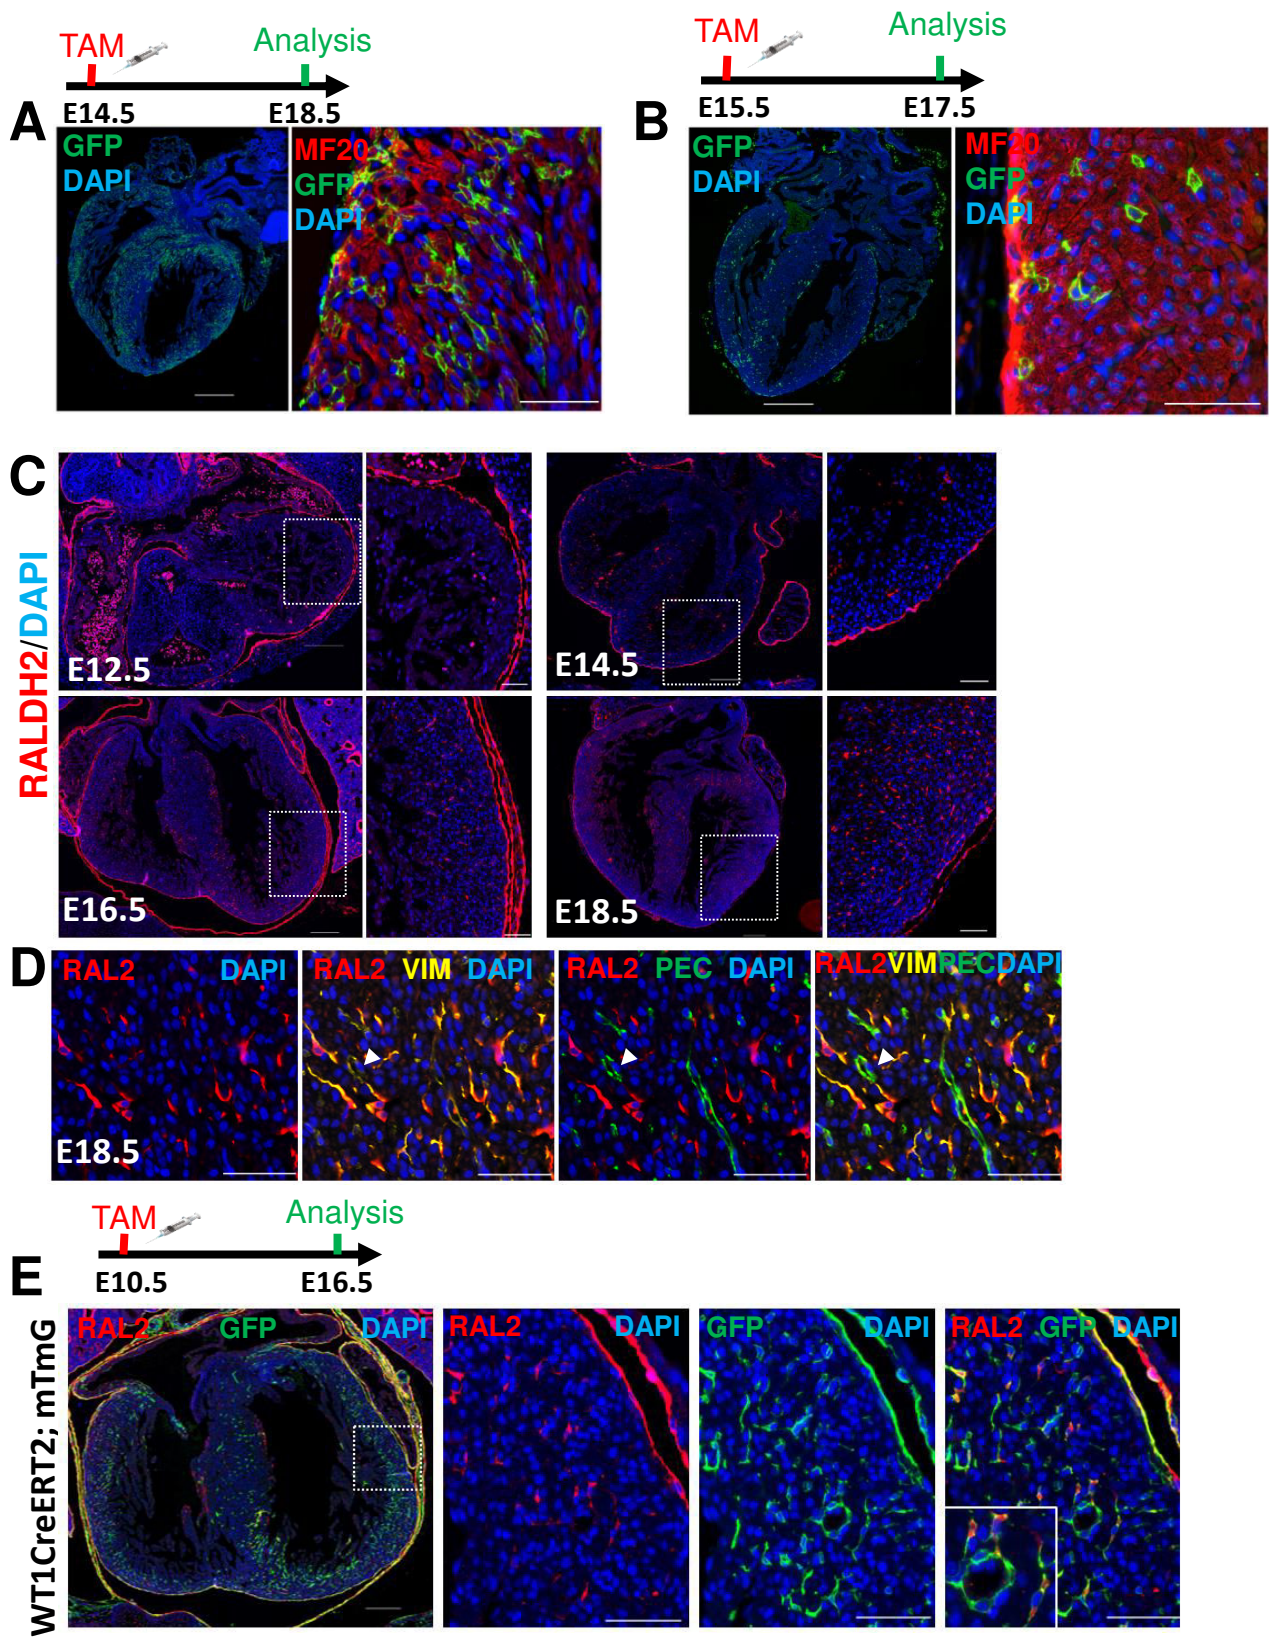 TAM
Analysis
E14.5
E18.5
A
GFP
DAPI
MF20
GFP
DAPI
TAM
Analysis
E15.5
E17.5
B
GFP
DAPI
MF20
GFP
DAPI
C
RALDH2/DAPI
E12.5
E14.5
E16.5
E18.5
D
RAL2 DAPI
E18.5
RAL2 VIM DAPI
RAL2 PEC DAPI
RAL2VIMPECDAPI
TAM
Analysis
E10.5
E16.5
E
WT1CreERT2; mTmG
RAL2 GFP DAPI
RAL2 DAPI
GFP DAPI
RAL2 GFP DAPI